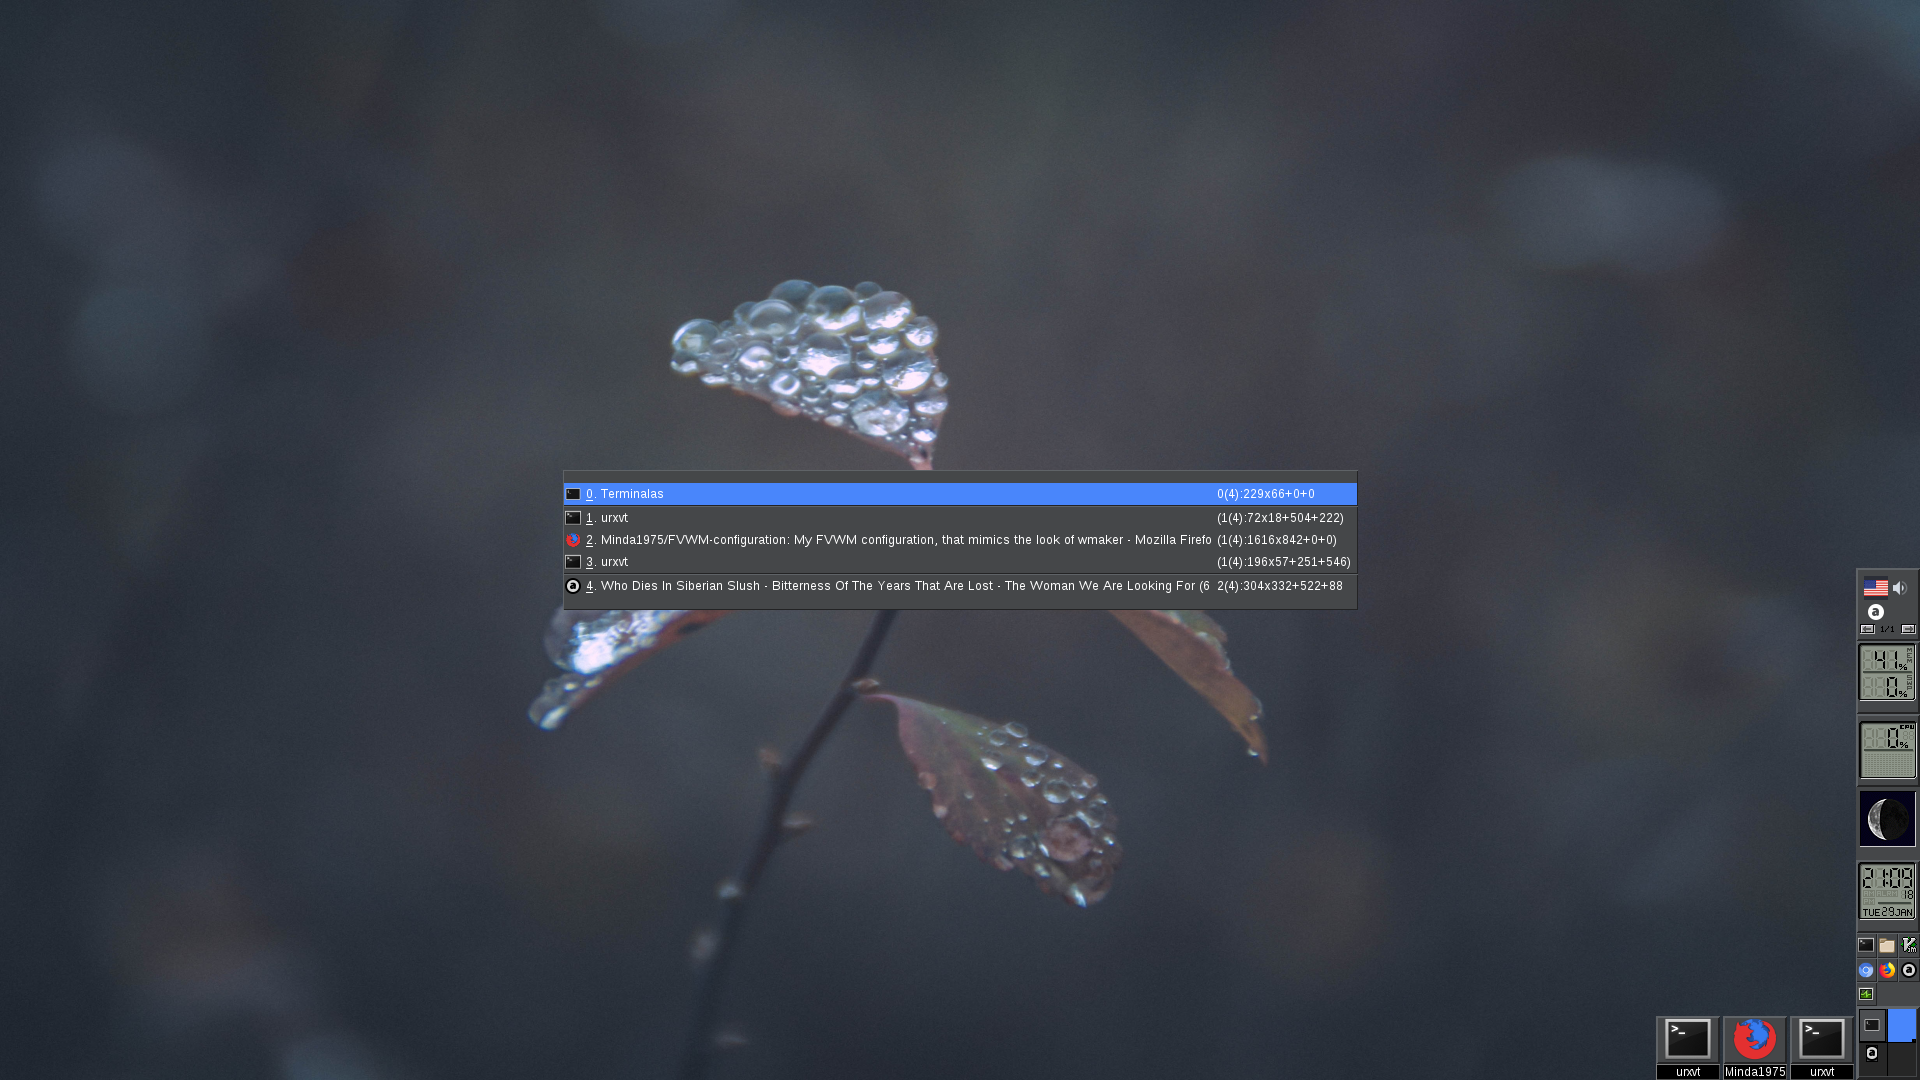 0. Terminalas 0(4):229x66+0+0
1. urxvt (1(4):72x18+504+222)
2. Minda1975/FVWM-configuration: My FVWM configuration, that mimics the look of wmaker - Mozilla Firefo (1(4):1616x842+0+0)
3. urxvt (1(4):196x57+251+546)
4. Who Dies In Siberian Slush - Bitterness Of The Years That Are Lost - The Woman We Are Looking For (6 2(4):304x332+522+88
a
1/1
41%
0%
CPU
0%
21:09
18
TUE 29 JAN
urxvt
Minda1975
urxvt